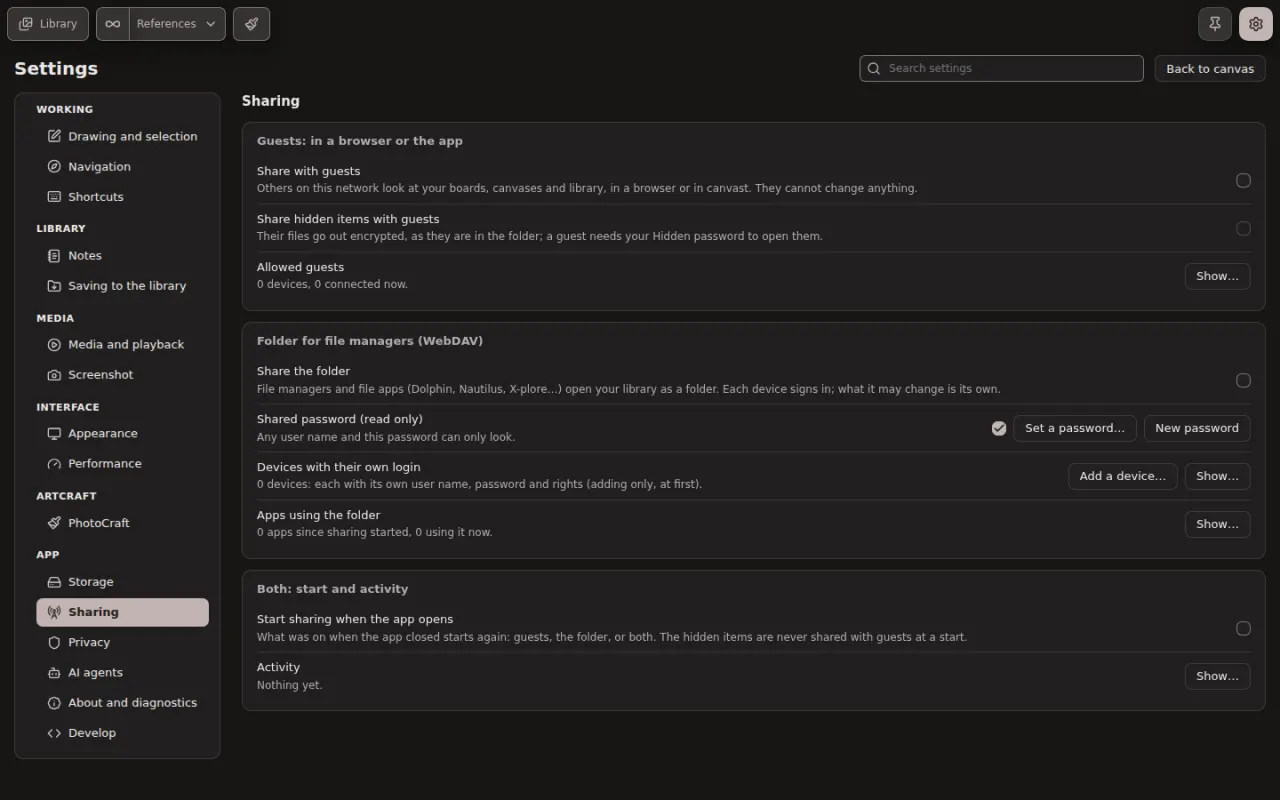 Library
References
Settings
Search settings
Back to canvas
WORKING
Drawing and selection
Navigation
Shortcuts
LIBRARY
Notes
Saving to the library
MEDIA
Media and playback
Screenshot
INTERFACE
Appearance
Performance
ARTCRAFT
PhotoCraft
APP
Storage
Sharing
Privacy
AI agents
About and diagnostics
Develop
Sharing
Guests: in a browser or the app
Share with guests
Others on this network look at your boards, canvases and library, in a browser or in canvast. They cannot change anything.
Share hidden items with guests
Their files go out encrypted, as they are in the folder; a guest needs your Hidden password to open them.
Allowed guests
0 devices, 0 connected now.
Show...
Folder for file managers (WebDAV)
Share the folder
File managers and file apps (Dolphin, Nautilus, X-plore...) open your library as a folder. Each device signs in; what it may change is its own.
Shared password (read only)
Any user name and this password can only look.
Set a password...
New password
Devices with their own login
0 devices: each with its own user name, password and rights (adding only, at first).
Add a device...
Show...
Apps using the folder
0 apps since sharing started, 0 using it now.
Show...
Both: start and activity
Start sharing when the app opens
What was on when the app closed starts again: guests, the folder, or both. The hidden items are never shared with guests at a start.
Activity
Nothing yet.
Show...